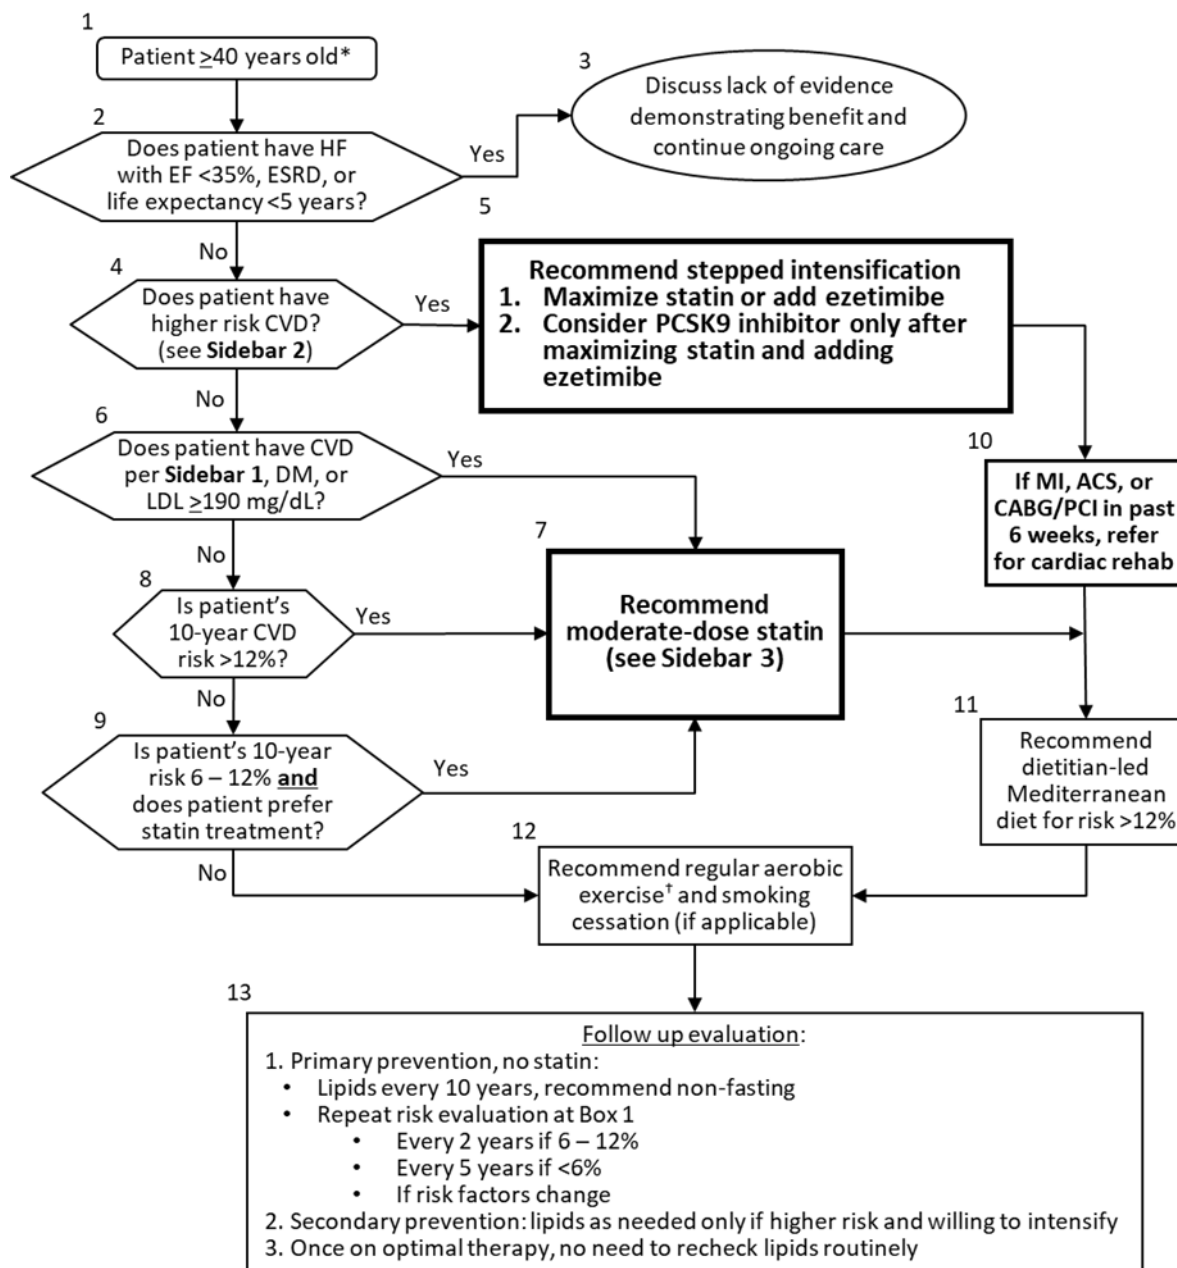 1
Patient ≥40 years old*
2
Does patient have HF
with EF <35%, ESRD, or
life expectancy <5 years?
Yes
3
Discuss lack of evidence
demonstrating benefit and
continue ongoing care
No
4
Does patient have
higher risk CVD?
(see Sidebar 2)
Yes
5
Recommend stepped intensification
1. Maximize statin or add ezetimibe
2. Consider PCSK9 inhibitor only after
maximizing statin and adding
ezetimibe
No
6
Does patient have CVD
per Sidebar 1, DM, or
LDL ≥190 mg/dL?
Yes
7
Recommend
moderate-dose statin
(see Sidebar 3)
No
8
Is patient's
10-year CVD
risk >12%?
Yes
No
9
Is patient's 10-year
risk 6 – 12% and
does patient prefer
statin treatment?
Yes
No
10
If MI, ACS, or
CABG/PCI in past
6 weeks, refer
for cardiac rehab
11
Recommend
dietitian-led
Mediterranean
diet for risk >12%
12
Recommend regular aerobic
exercise† and smoking
cessation (if applicable)
13
Follow up evaluation:
1. Primary prevention, no statin:
• Lipids every 10 years, recommend non-fasting
• Repeat risk evaluation at Box 1
• Every 2 years if 6 – 12%
• Every 5 years if <6%
• If risk factors change
2. Secondary prevention: lipids as needed only if higher risk and willing to intensify
3. Once on optimal therapy, no need to recheck lipids routinely